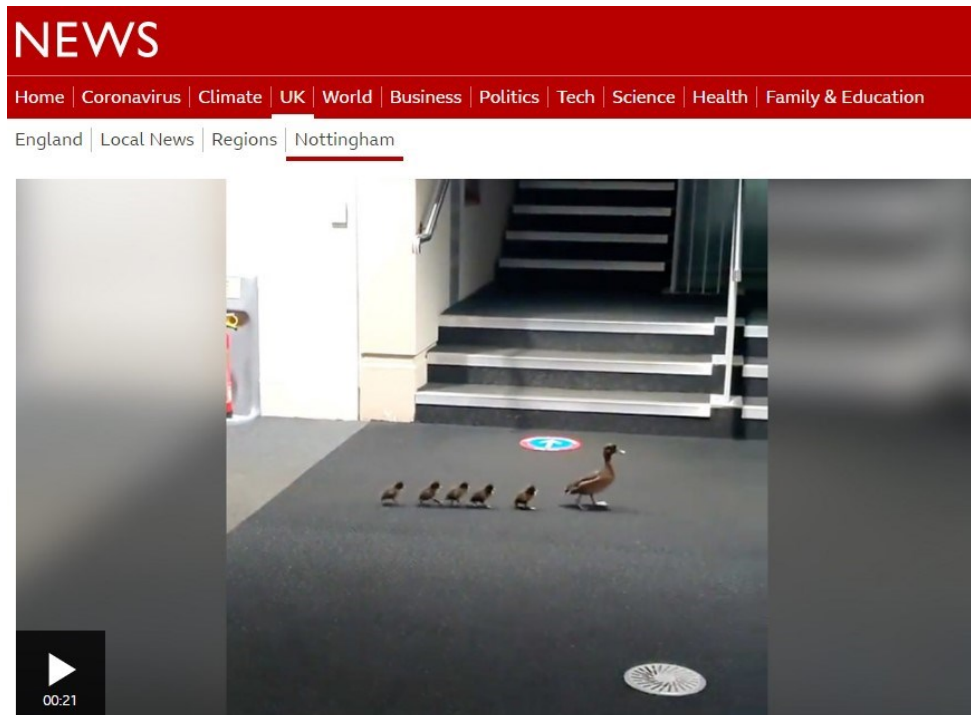 NEWS
Home Coronavirus Climate UK World Business Politics Tech Science Health Family & Education
England Local News Regions Nottingham
00:21